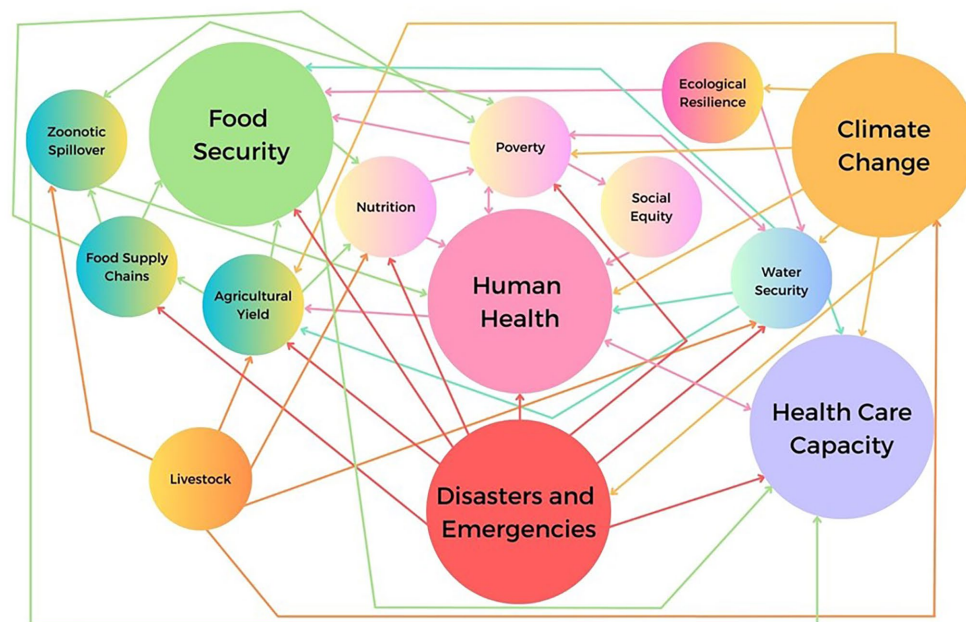 Zoonotic
Spillover
Food
Security
Ecological
Resilience
Climate
Change
Poverty
Nutrition
Social
Equity
Food Supply
Chains
Agricultural
Yield
Human
Health
Water
Security
Health Care
Capacity
Livestock
Disasters and
Emergencies